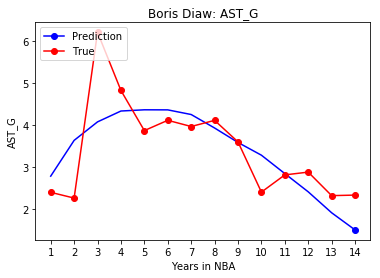 Boris Diaw: AST_G
Prediction
True
6
5
4
3
2
AST_G
1 2 3 4 5 6 7 8 9 10 11 12 13 14
Years in NBA